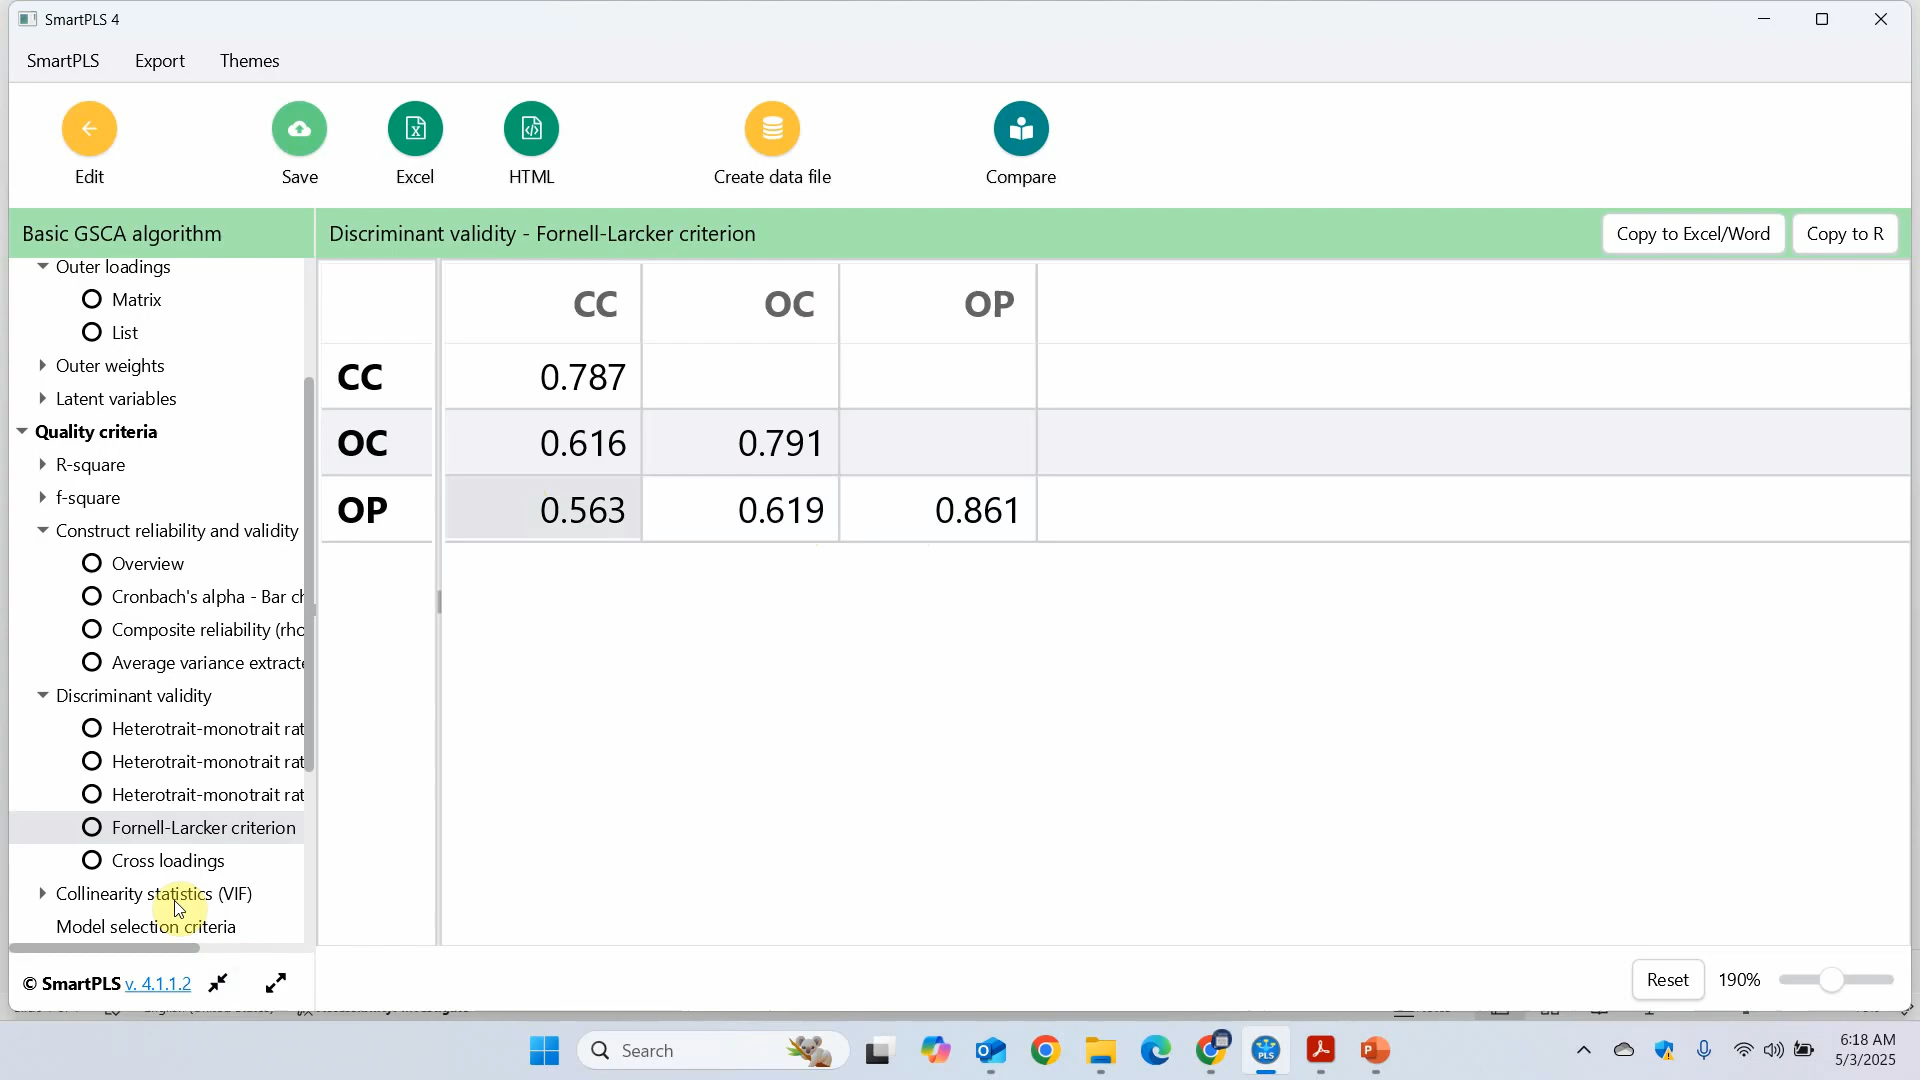 SmartPLS 4
SmartPLS Export Themes
Edit Save Excel HTML Create data file Compare
Basic GSCA algorithm
Discriminant validity - Fornell-Larcker criterion
Copy to Excel/Word Copy to R
Outer loadings
Matrix
List
Outer weights
Latent variables
Quality criteria
R-square
f-square
Construct reliability and validity
Overview
Cronbach's alpha - Bar ch
Composite reliability (rho
Average variance extracte
Discriminant validity
Heterotrait-monotrait rat
Heterotrait-monotrait rat
Heterotrait-monotrait rat
Fornell-Larcker criterion
Cross loadings
Collinearity statistics (VIF)
Model selection criteria
© SmartPLS v. 4.1.1.2
CC OC OP
CC 0.787
OC 0.616 0.791
OP 0.563 0.619 0.861
Reset 190%
Search
PLS
6:18 AM
5/3/2025